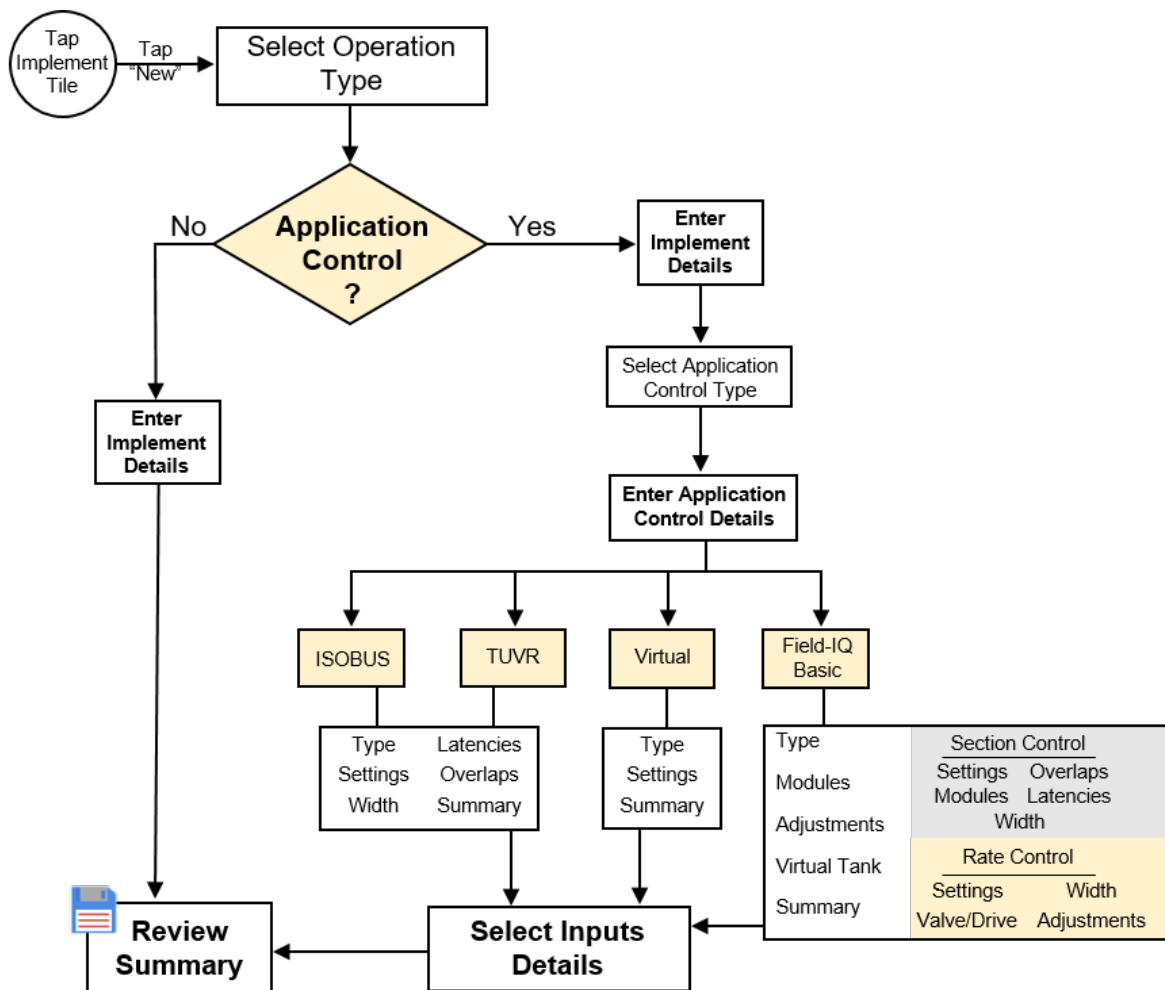 Tap
Implement
Tile
Tap
“New”
Select Operation
Type
Application
Control
?
No
Yes
Enter
Implement
Details
Enter
Implement
Details
Select Application
Control Type
Enter Application
Control Details
ISOBUS
TUVR
Virtual
Field-IQ
Basic
Type Latencies
Settings Overlaps
Width Summary
Type
Settings
Summary
Type
Modules
Adjustments
Virtual Tank
Summary
Section Control
Settings Overlaps
Modules Latencies
Width
Rate Control
Settings Width
Valve/Drive Adjustments
Review
Summary
Select Inputs
Details